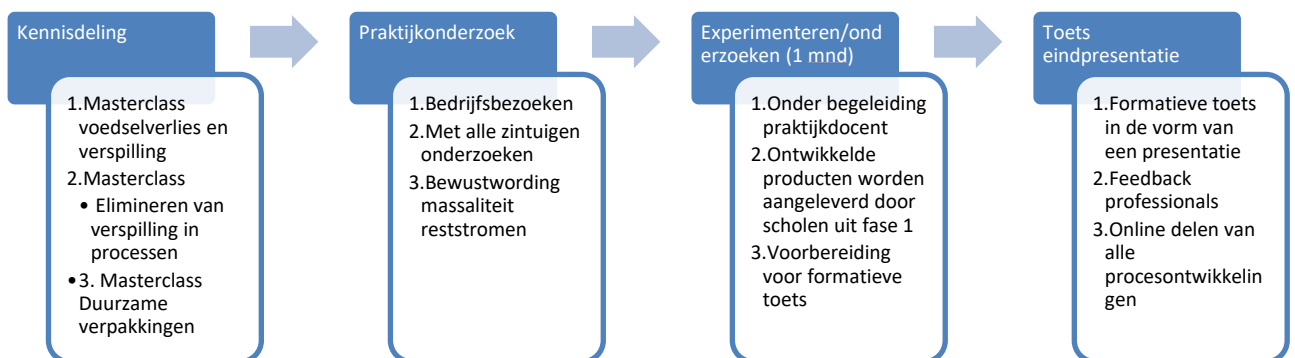 Kennisdeling
1.Masterclass
voedselverlies en
verspilling
2.Masterclass
• Elimineren van
verspilling in
processen
•3. Masterclass
Duurzame
verpakkingen
Praktijkonderzoek
1.Bedrijfsbezoeken
2.Met alle zintuigen
onderzoeken
3.Bewustwording
massaliteit
reststromen
Experimenteren/ond
erzoeken (1 mnd)
1.Onder begeleiding
praktijkdocent
2.Ontwikkelde
producten worden
aangeleverd door
scholen uit fase 1
3.Voorbereiding
voor formatieve
toets
Toets
eindpresentatie
1.Formatieve toets
in de vorm van
een presentatie
2.Feedback
professionals
3.Online delen van
alle
procesontwikkelin
gen